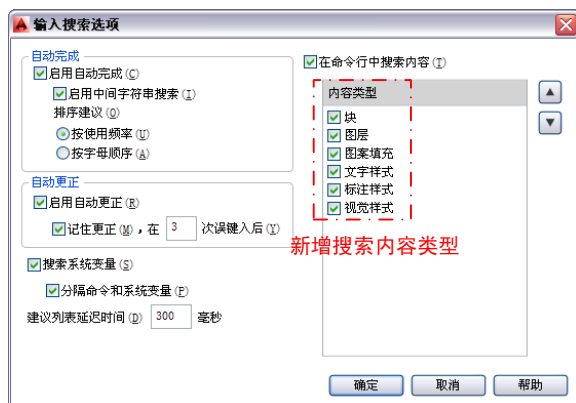 输入搜索选项
自动完成
启用自动完成(C)
启用中间字符串搜索(I)
排序建议(O)
按使用频率(U)
按字母顺序(A)
自动更正
启用自动更正(R)
记住更正(M)，在 3 次误键入后(Y)
搜索系统变量(S)
分隔命令和系统变量(P)
建议列表延迟时间(D) 300 毫秒
在命令行中搜索内容(I)
内容类型
块
图层
图案填充
文字样式
标注样式
视觉样式
新增搜索内容类型
确定 取消 帮助